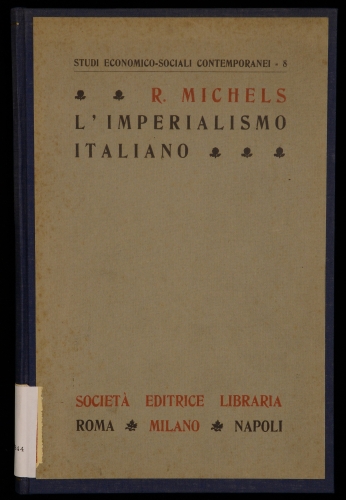 STUDI ECONOMICO-SOCIALI CONTEMPORANEI - 8
R. MICHELS
L'IMPERIALISMO
ITALIANO
SOCIETÀ EDITRICE LIBRARIA
ROMA MILANO NAPOLI